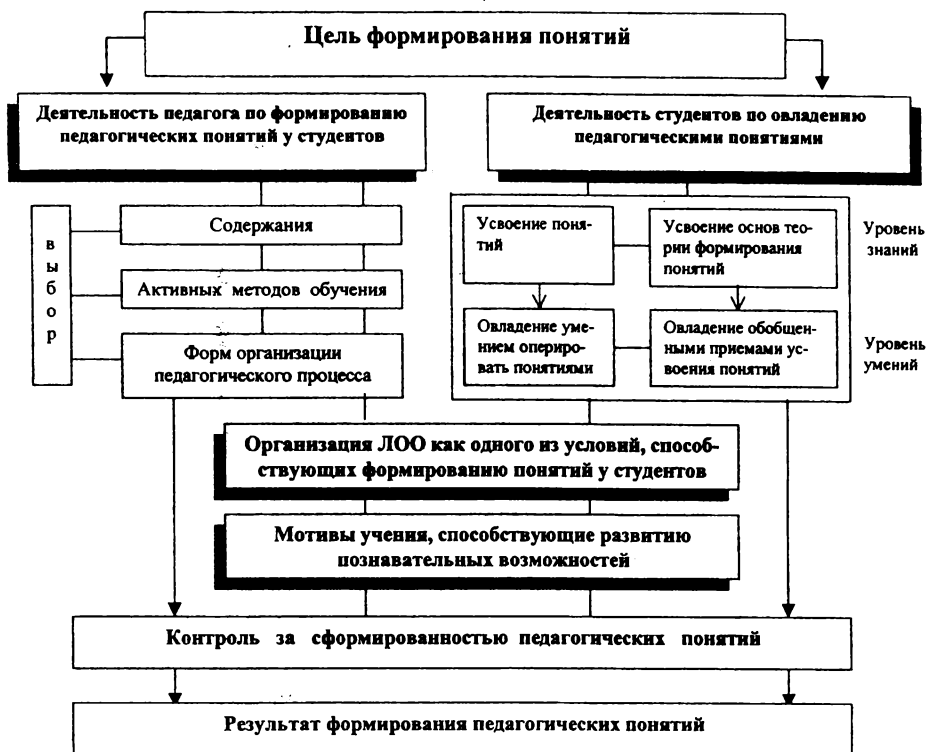 Цель формирования понятий
Деятельность педагога по формированию
педагогических понятий у студентов
Деятельность студентов по овладению
педагогическими понятиями
выбор
Содержания
Активных методов обучения
Форм организации
педагогического процесса
Усвоение поня-
тий
Усвоение основ тео-
рии формирования
понятий
Уровень
знаний
Овладение уме-
нием опериро-
вать понятиями
Овладение обобщен-
ными приемами ус-
воения понятий
Уровень
умений
Организация ЛОО как одного из условий, способ-
ствующих формированию понятий у студентов
Мотивы учения, способствующие развитию
познавательных возможностей
Контроль за сформированностью педагогических понятий
Результат формирования педагогических понятий